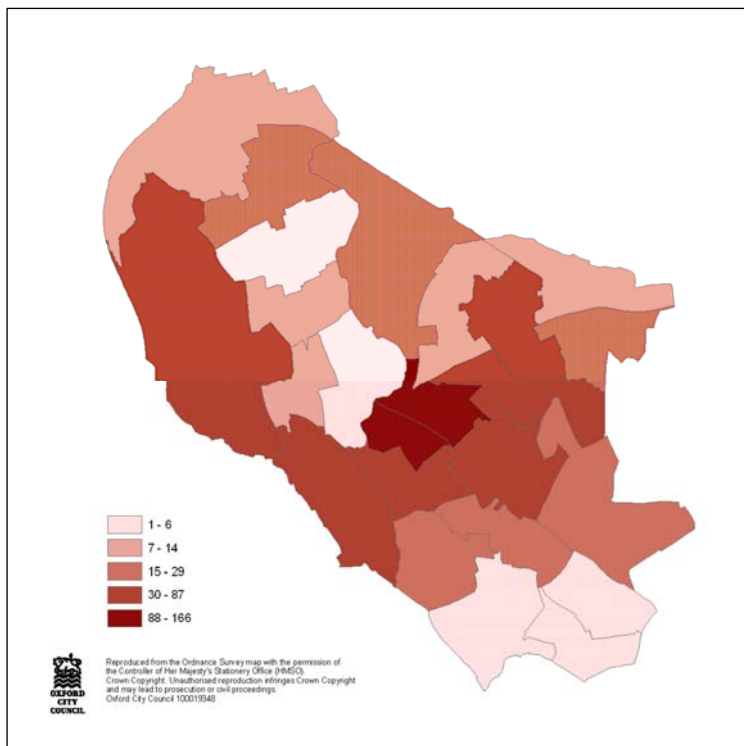 1 - 6
7 - 14
15 - 29
30 - 87
88 - 166
Reproduced from the Ordnance Survey map with the permission of
the Controller of Her Majesty's Stationery Office (HMSO).
Crown Copyright. Unauthorised reproduction infringes Crown Copyright
and may lead to prosecution or civil proceedings.
Oxford City Council 100019348
OXFORD
CITY
COUNCIL